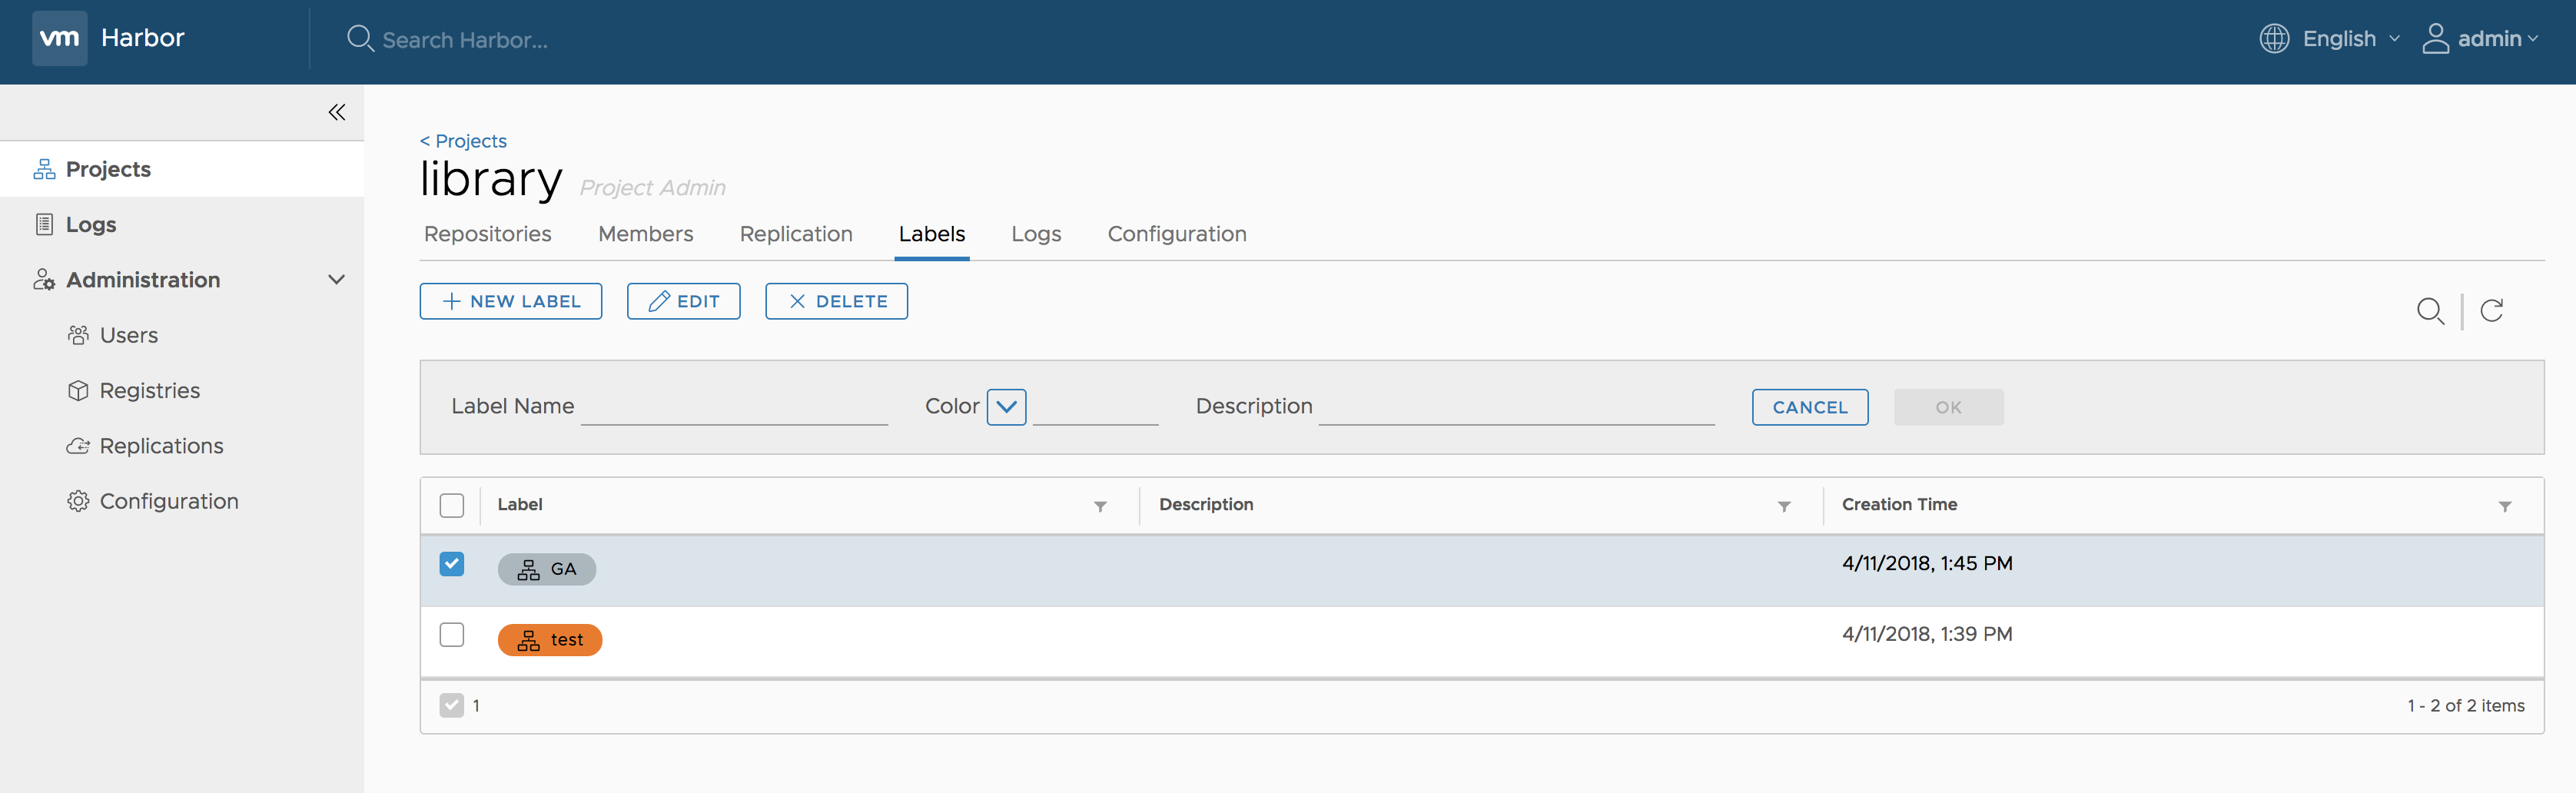 vm Harbor Search Harbor... English admin
Projects
Logs
Administration
Users
Registries
Replications
Configuration
< Projects
library Project Admin
Repositories Members Replication Labels Logs Configuration
NEW LABEL EDIT DELETE
Label Name Color Description CANCEL OK
Label Description Creation Time
GA 4/11/2018, 1:45 PM
test 4/11/2018, 1:39 PM
1 1 - 2 of 2 items